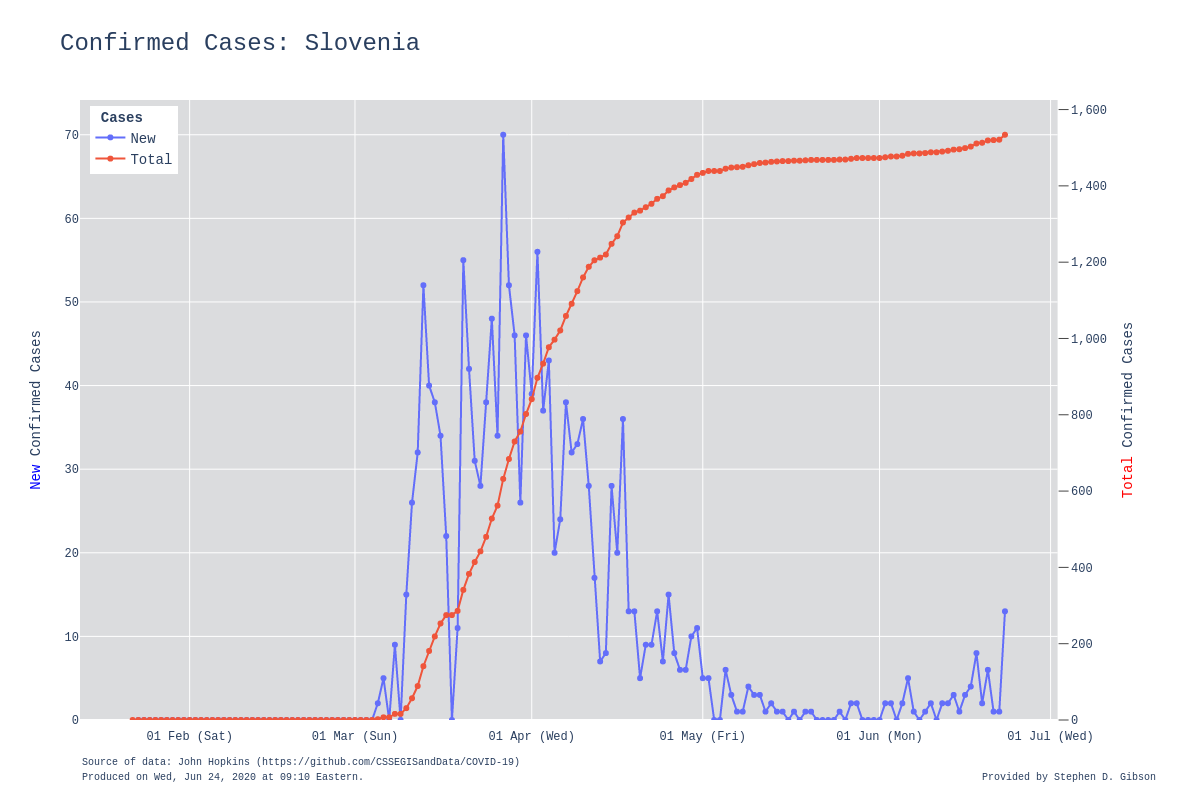 Confirmed Cases: Slovenia
Cases
New
Total
70
60
50
40
30
20
10
0
New Confirmed Cases
1,600
1,400
1,200
1,000
800
600
400
200
0
Total Confirmed Cases
01 Feb (Sat)
01 Mar (Sun)
01 Apr (Wed)
01 May (Fri)
01 Jun (Mon)
01 Jul (Wed)
Source of data: John Hopkins (https://github.com/CSSEGISandData/COVID-19)
Produced on Wed, Jun 24, 2020 at 09:10 Eastern.
Provided by Stephen D. Gibson